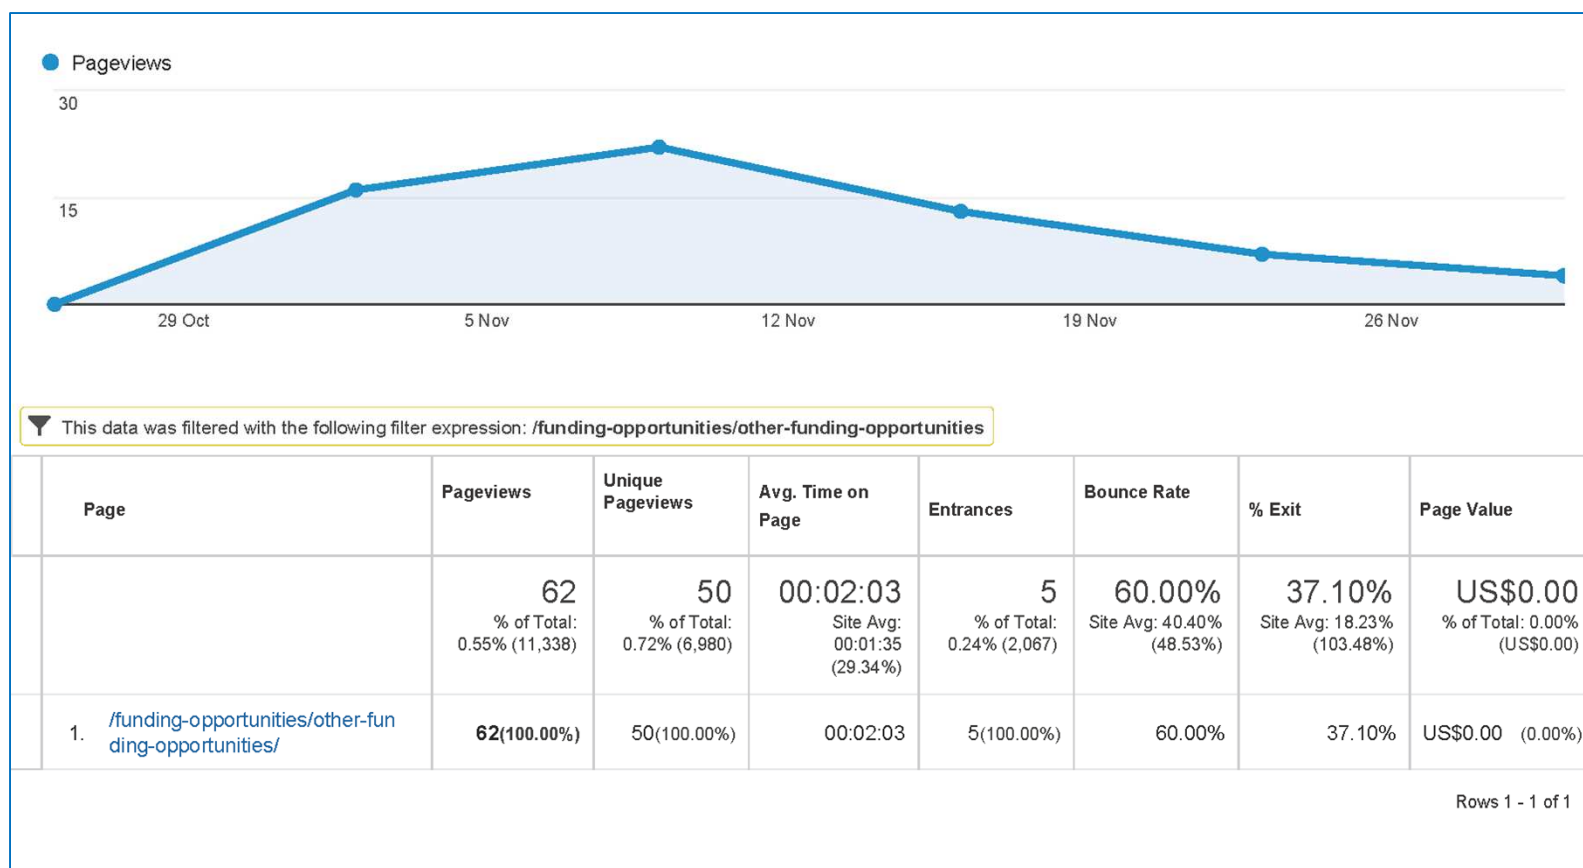 Pageviews
30
15
29 Oct
5 Nov
12 Nov
19 Nov
26 Nov
This data was filtered with the following filter expression: /funding-opportunities/other-funding-opportunities
Page
Pageviews
Unique
Pageviews
Avg. Time on
Page
Entrances
Bounce Rate
% Exit
Page Value
62
% of Total:
0.55% (11,338)
50
% of Total:
0.72% (6,980)
00:02:03
Site Avg:
00:01:35
(29.34%)
5
% of Total:
0.24% (2,067)
60.00%
Site Avg: 40.40%
(48.53%)
37.10%
Site Avg: 18.23%
(103.48%)
US$0.00
% of Total: 0.00%
(US$0.00)
1.
/funding-opportunities/other-fun
ding-opportunities/
62(100.00%)
50(100.00%)
00:02:03
5(100.00%)
60.00%
37.10%
US$0.00 (0.00%)
Rows 1 - 1 of 1